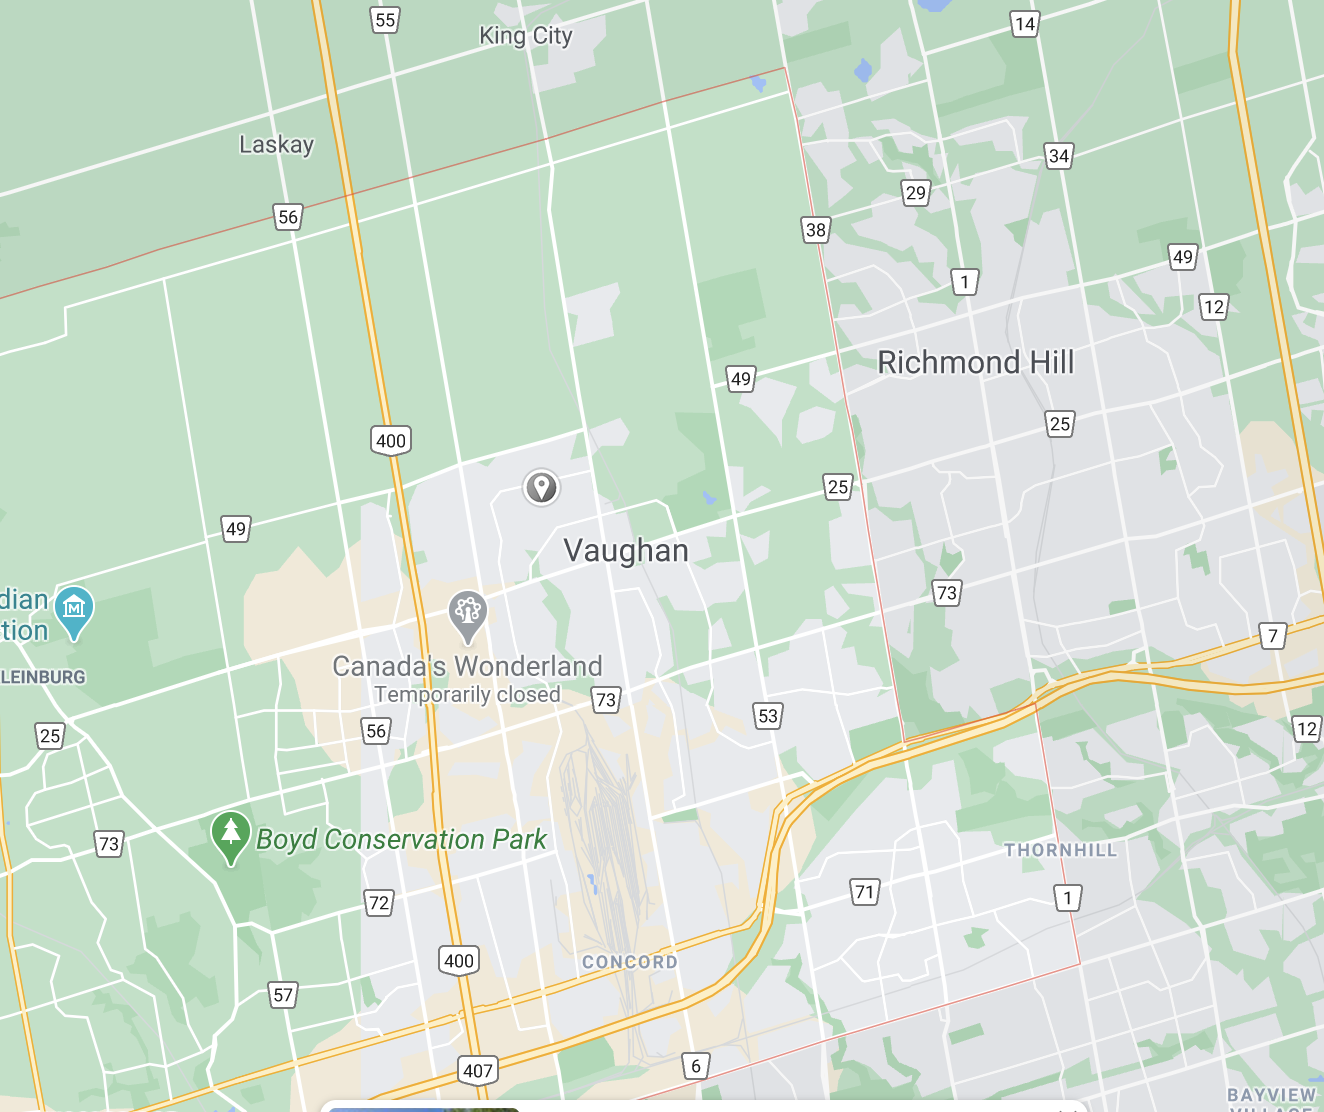 55
14
King City
Laskay
34
29
56
38
49
1
12
Richmond Hill
49
25
400
25
49
Vaughan
dian
tion
73
7
LEINBURG
Canada's Wonderland
Temporarily closed
73
53
12
25
56
Boyd Conservation Park
73
THORNHILL
72
71
1
400
CONCORD
57
6
407
BAYVIEW
VILLAGE